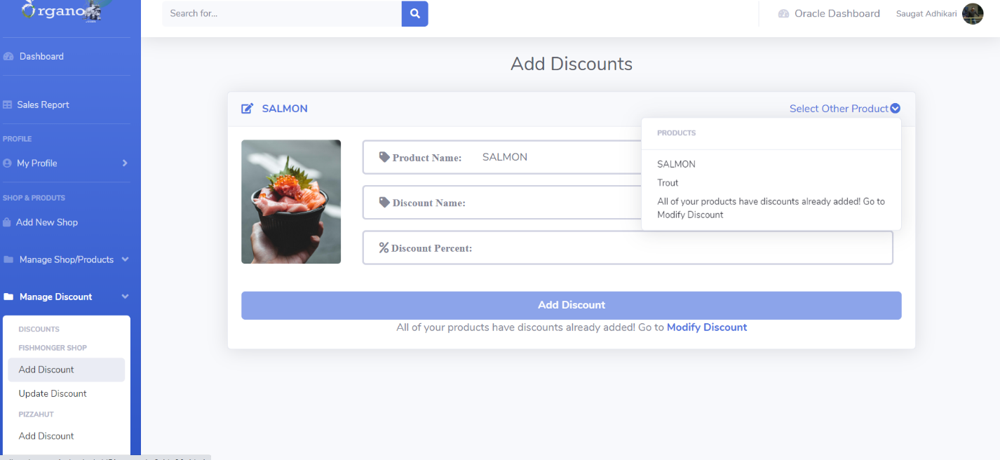 Organo
Search for...
Oracle Dashboard
Saugat Adhikari
Dashboard
Sales Report
PROFILE
My Profile
SHOP & PRODUTS
Add New Shop
Manage Shop/Products
Manage Discount
DISCOUNTS
FISHMONGER SHOP
Add Discount
Update Discount
PIZZAHUT
Add Discount
Add Discounts
SALMON
Select Other Product
PRODUCTS
SALMON
Trout
All of your products have discounts already added! Go to
Modify Discount
Product Name: SALMON
Discount Name:
Discount Percent:
Add Discount
All of your products have discounts already added! Go to Modify Discount